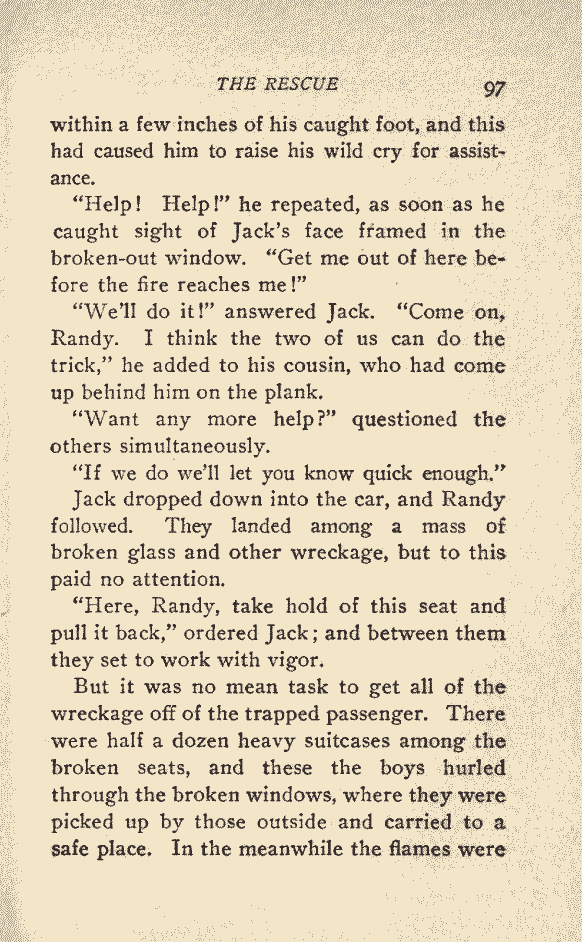 THE RESCUE 97
within a few inches of his caught foot, and this
had caused him to raise his wild cry for assist-
ance.
"Help! Help!" he repeated, as soon as he
caught sight of Jack's face framed in the
broken-out window. "Get me out of here be-
fore the fire reaches me!"
"We'll do it!" answered Jack. "Come on,
Randy. I think the two of us can do the
trick," he added to his cousin, who had come
up behind him on the plank.
"Want any more help?" questioned the
others simultaneously.
"If we do we'll let you know quick enough."
Jack dropped down into the car, and Randy
followed. They landed among a mass of
broken glass and other wreckage, but to this
paid no attention.
"Here, Randy, take hold of this seat and
pull it back," ordered Jack; and between them
they set to work with vigor.
But it was no mean task to get all of the
wreckage off of the trapped passenger. There
were half a dozen heavy suitcases among the
broken seats, and these the boys hurled
through the broken windows, where they were
picked up by those outside and carried to a
safe place. In the meanwhile the flames were